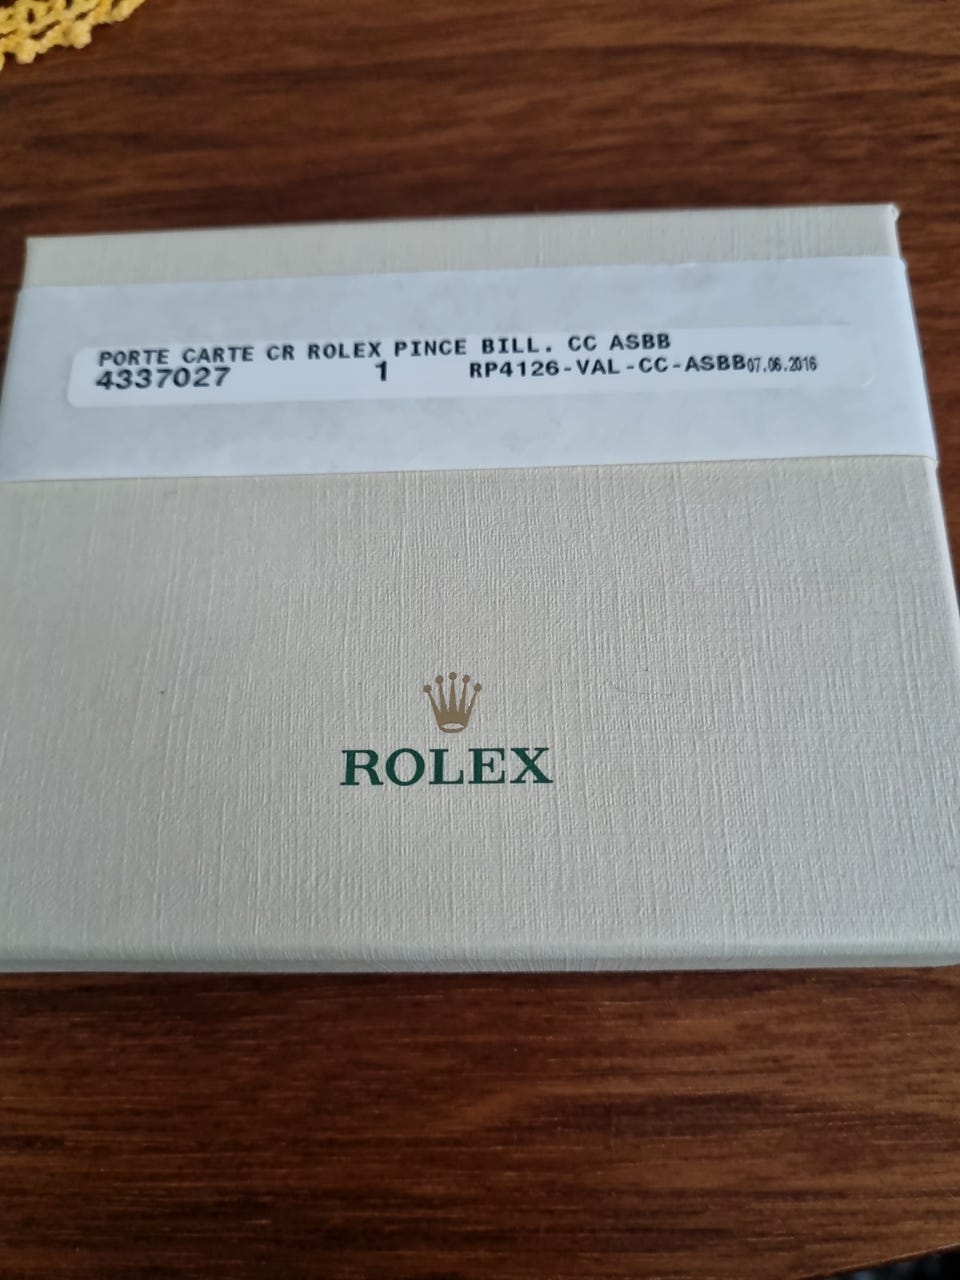 PORTE CARTE CR ROLEX PINCE BILL. CC ASBB
4337027 1 RP4126-VAL-CC-ASBB07.06.2016
ROLEX